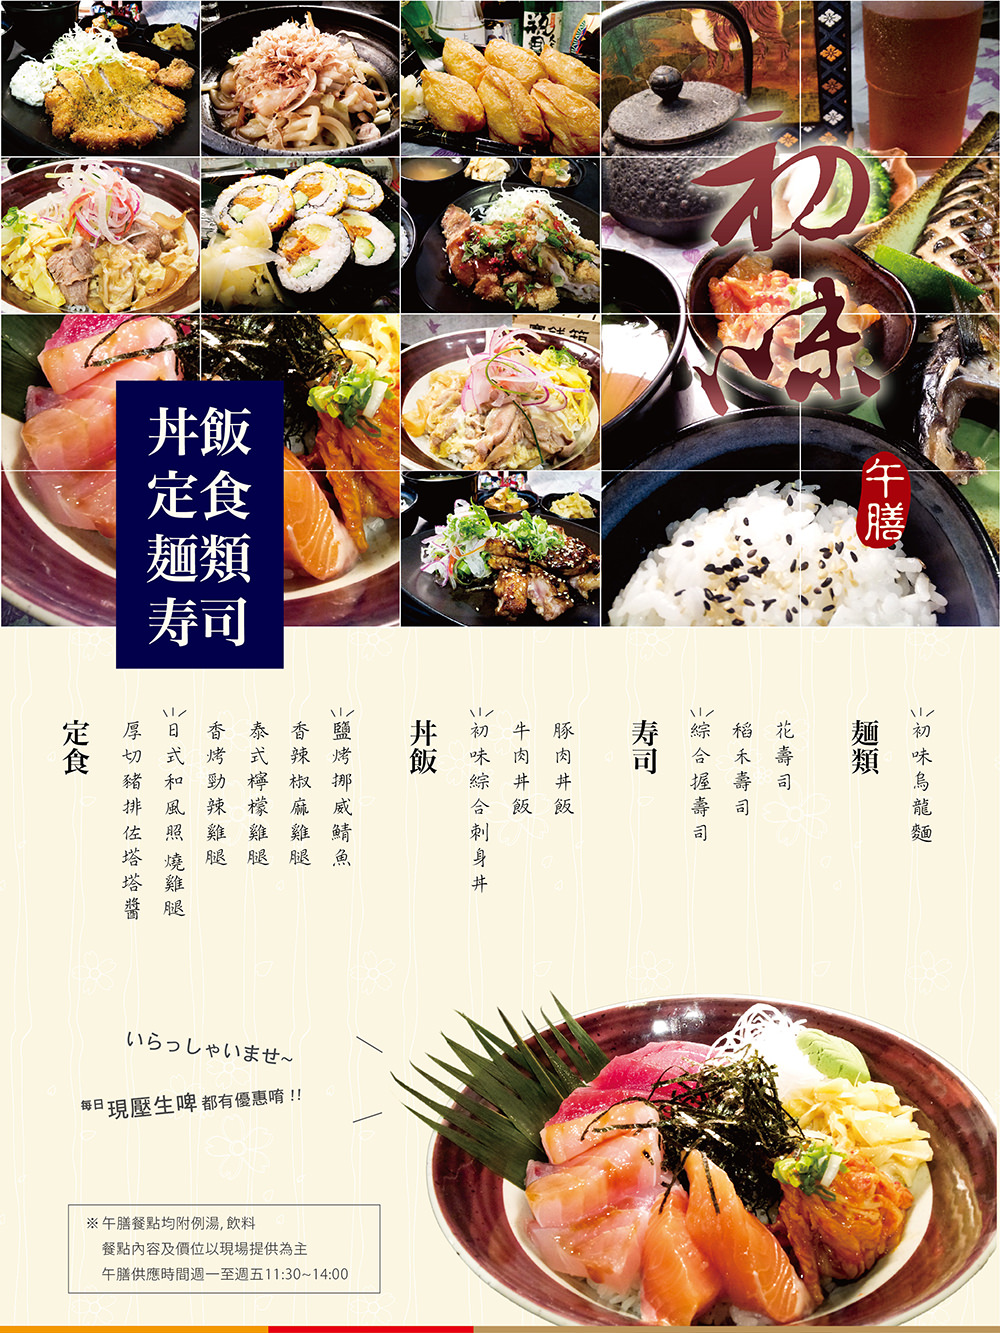 初味
午膳
丼飯
定食
麺類
寿司
麺類
初味烏龍麵
寿司
花壽司
稻禾壽司
綜合握壽司
丼飯
豚肉丼飯
牛肉丼飯
初味綜合刺身丼
定食
鹽烤挪威鯖魚
香辣椒麻雞腿
泰式檸檬雞腿
香烤勁辣雞腿
日式和風照燒雞腿
厚切豬排佐塔塔醬
いらっしゃいませ~
每日現壓生啤都有優惠唷!!
※ 午膳餐點均附例湯,飲料
餐點內容及價位以現場提供為主
午膳供應時間週一至週五11:30~14:00